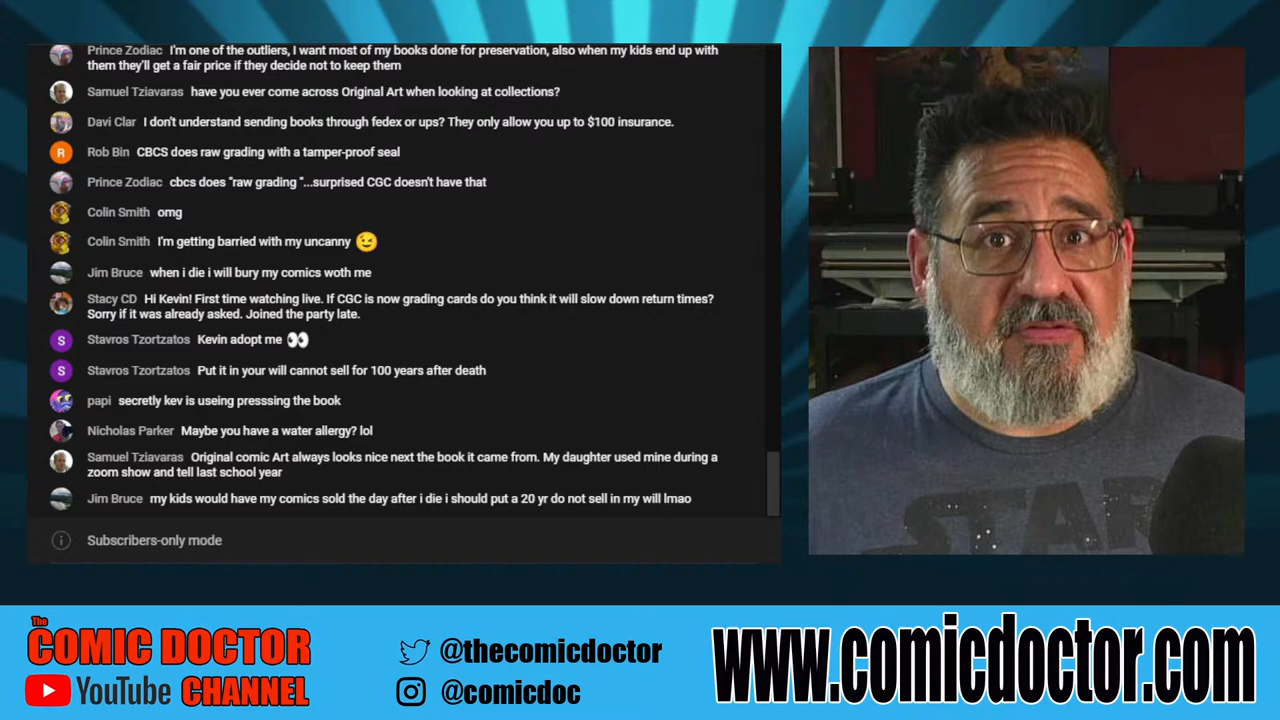 Prince Zodiac I'm one of the outliers, I want most of my books done for preservation, also when my kids end up with
them they'll get a fair price if they decide not to keep them
Samuel Tziavaras have you ever come across Original Art when looking at collections?
Davi Clar I don't understand sending books through fedex or ups? They only allow you up to $100 insurance.
R Rob Bin CBCS does raw grading with a tamper-proof seal
Prince Zodiac cbcs does "raw grading "...surprised CGC doesn't have that
Colin Smith omg
Colin Smith I'm getting barried with my uncanny 😉
Jim Bruce when i die i will bury my comics woth me
Stacy CD Hi Kevin! First time watching live. If CGC is now grading cards do you think it will slow down return times?
Sorry if it was already asked. Joined the party late.
S Stavros Tzortzatos Kevin adopt me 👀
S Stavros Tzortzatos Put it in your will cannot sell for 100 years after death
papi secretly kev is useing presssing the book
Nicholas Parker Maybe you have a water allergy? lol
Samuel Tziavaras Original comic Art always looks nice next the book it came from. My daughter used mine during a
zoom show and tell last school year
Jim Bruce my kids would have my comics sold the day after i die i should put a 20 yr do not sell in my will lmao
Subscribers-only mode
STAR
The
COMIC DOCTOR
YouTube CHANNEL
@thecomicdoctor
@comicdoc
www.comicdoctor.com